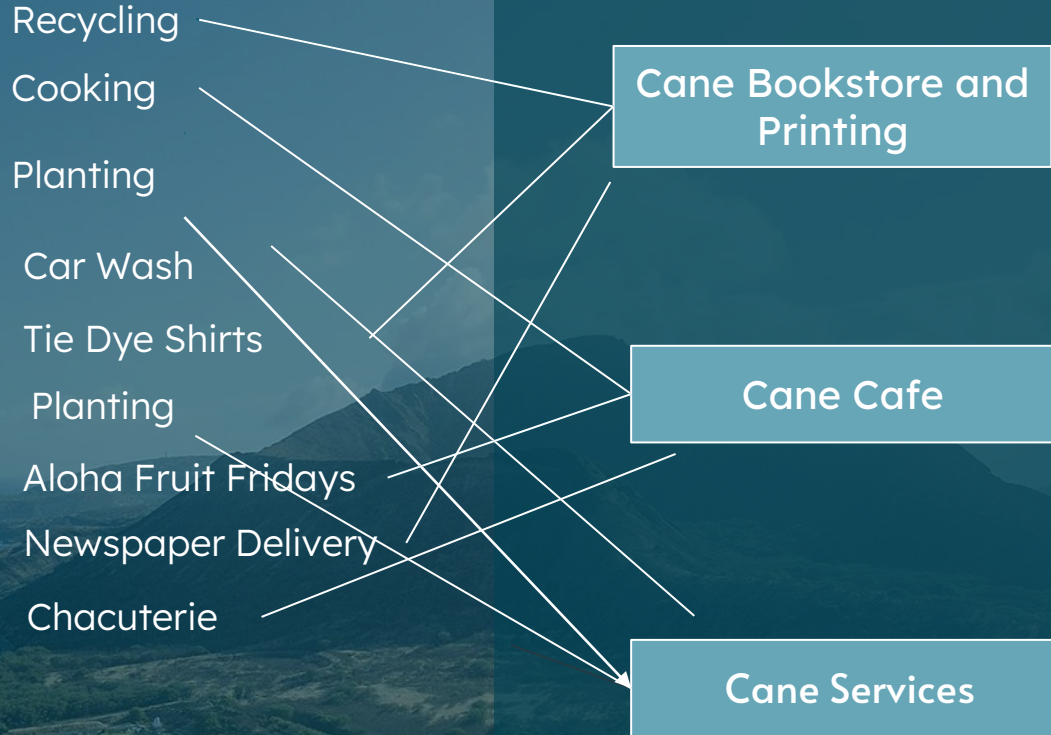 Recycling
Cooking
Planting
Car Wash
Tie Dye Shirts
Planting
Aloha Fruit Fridays
Newspaper Delivery
Chacuterie
Cane Bookstore and
Printing
Cane Cafe
Cane Services